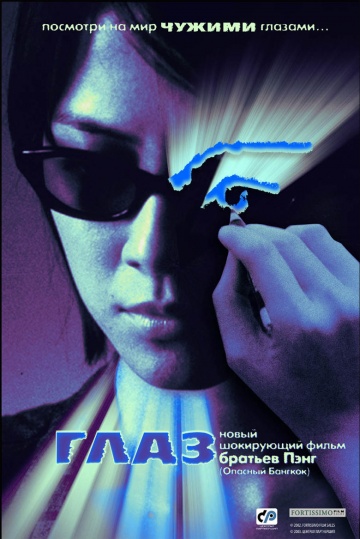 посмотри на мир ЧУЖИМИ глазами...
ГЛАЗ
новый
шокирующий фильм
братьев Пэнг
(Опасный Бангкок)
FORTISSIMO